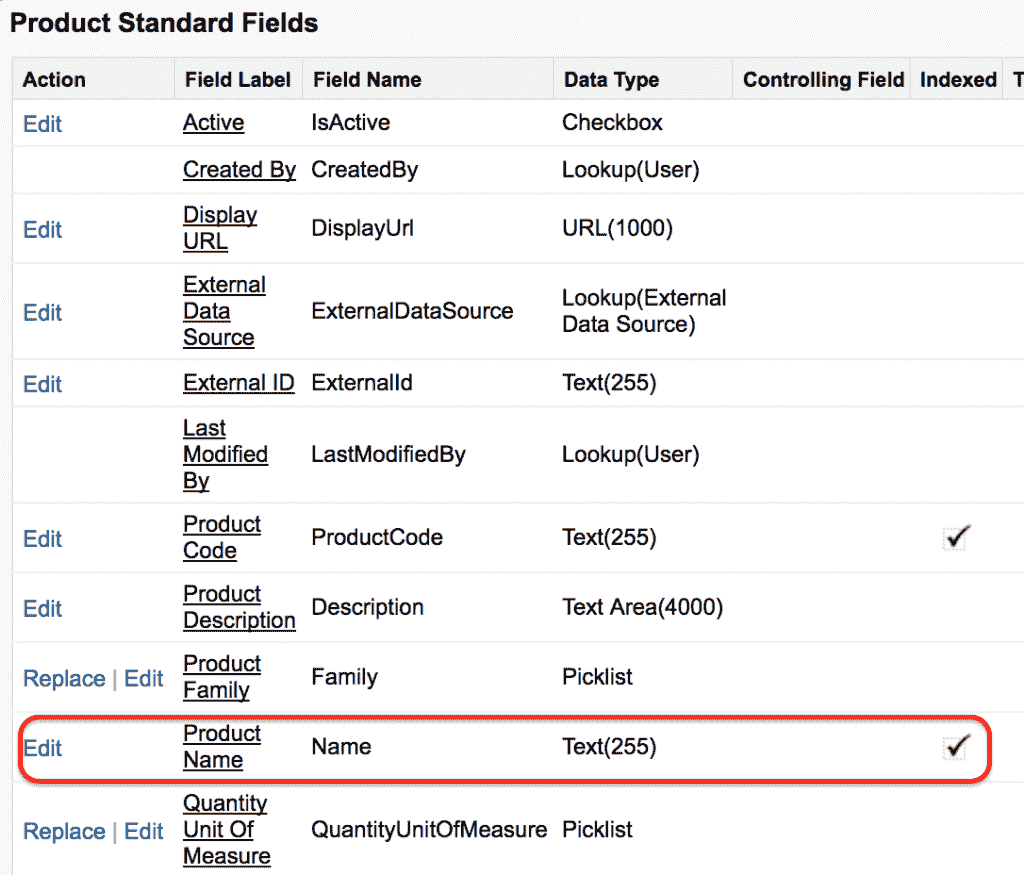 Product Standard Fields
Action Field Label Field Name Data Type Controlling Field Indexed T
Edit Active IsActive Checkbox
Created By CreatedBy Lookup(User)
Edit Display URL DisplayUrl URL(1000)
Edit External Data Source ExternalDataSource Lookup(External Data Source)
Edit External ID ExternalId Text(255)
Last Modified By LastModifiedBy Lookup(User)
Edit Product Code ProductCode Text(255)
Edit Product Description Description Text Area(4000)
Replace | Edit Product Family Family Picklist
Edit Product Name Name Text(255)
Replace | Edit Quantity Unit Of Measure QuantityUnitOfMeasure Picklist